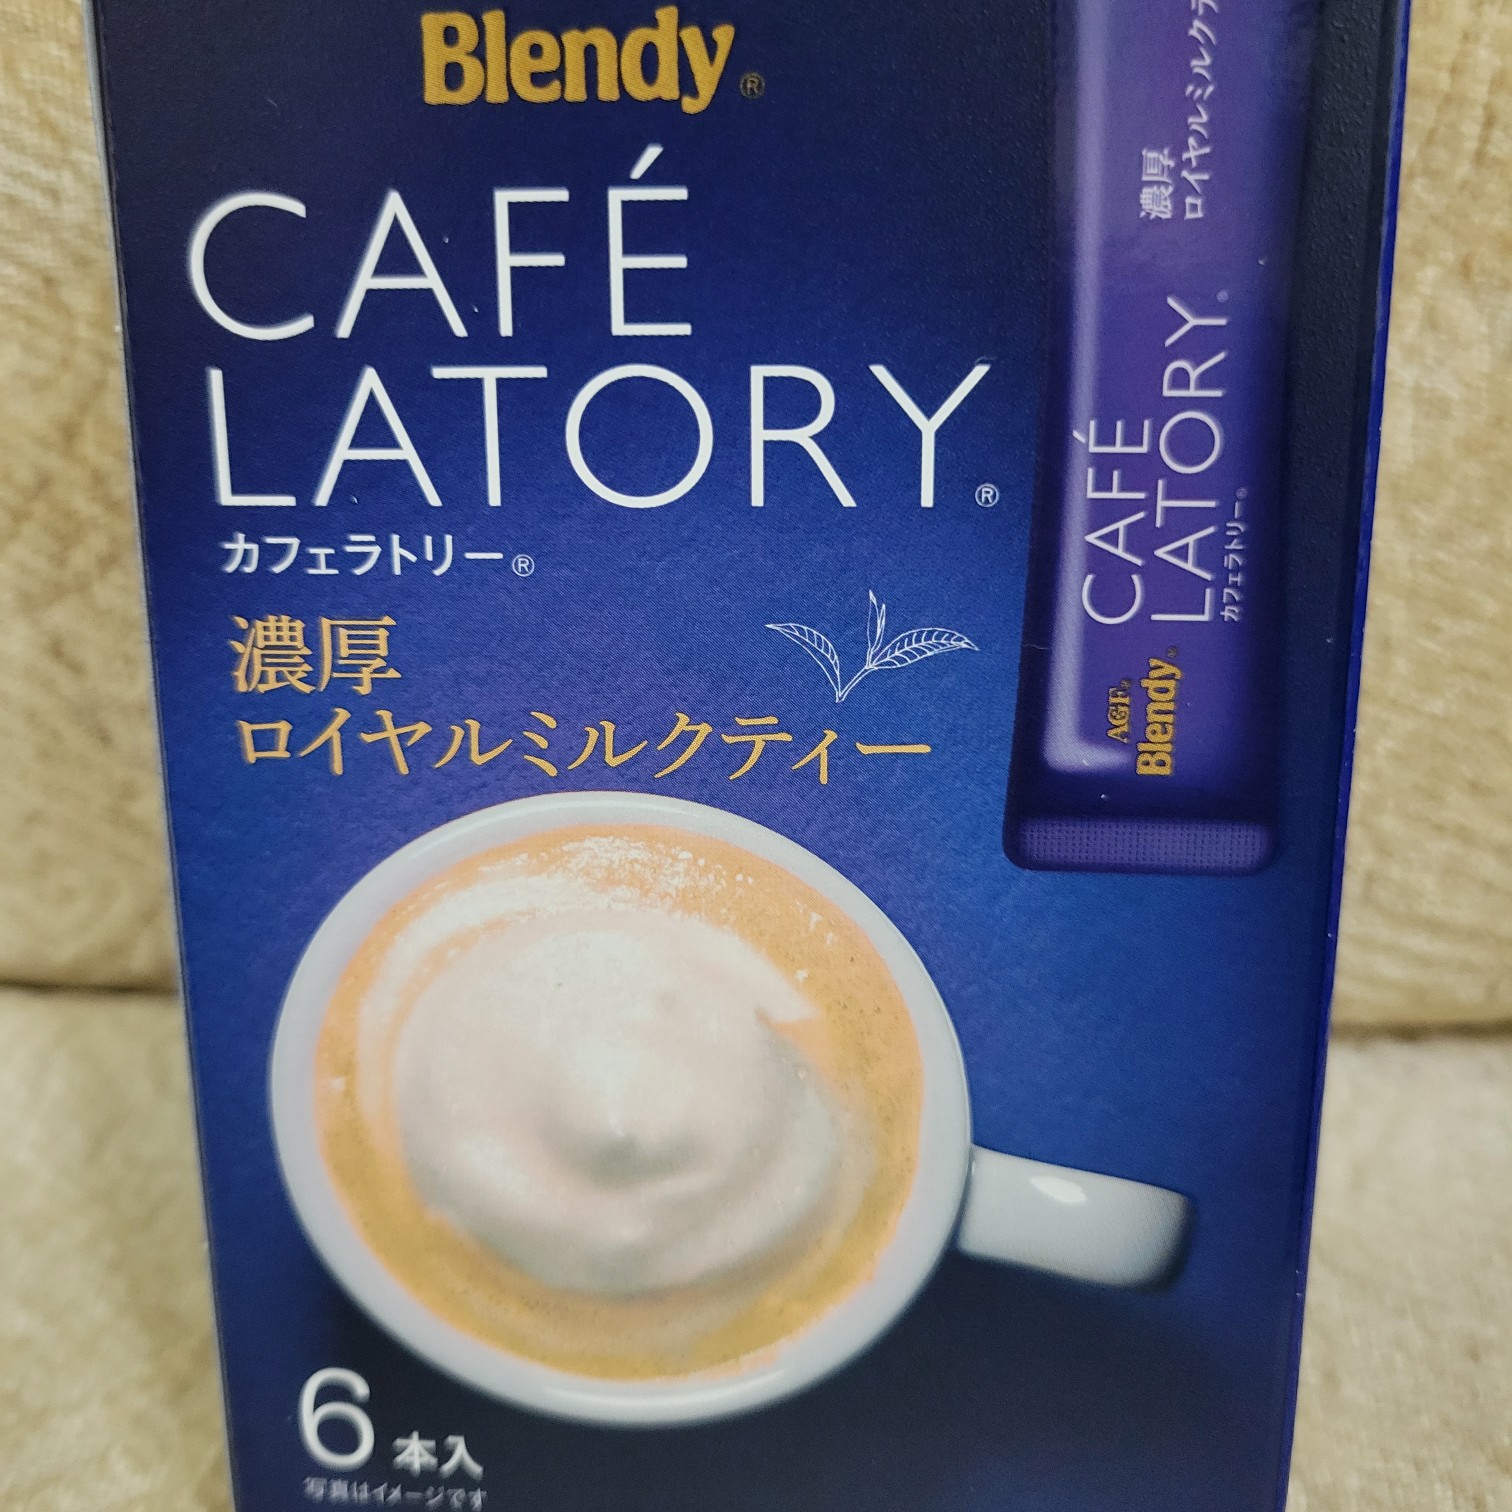 Blendy®
CAFÉ
LATORY®
カフェラトリー®
濃厚
ロイヤルミルクティー
6本入
写真はイメージです
濃厚
ロイヤルミルクテ
CAFÉ
LATORY®
カフェラトリー®
AGF®
Blendy®